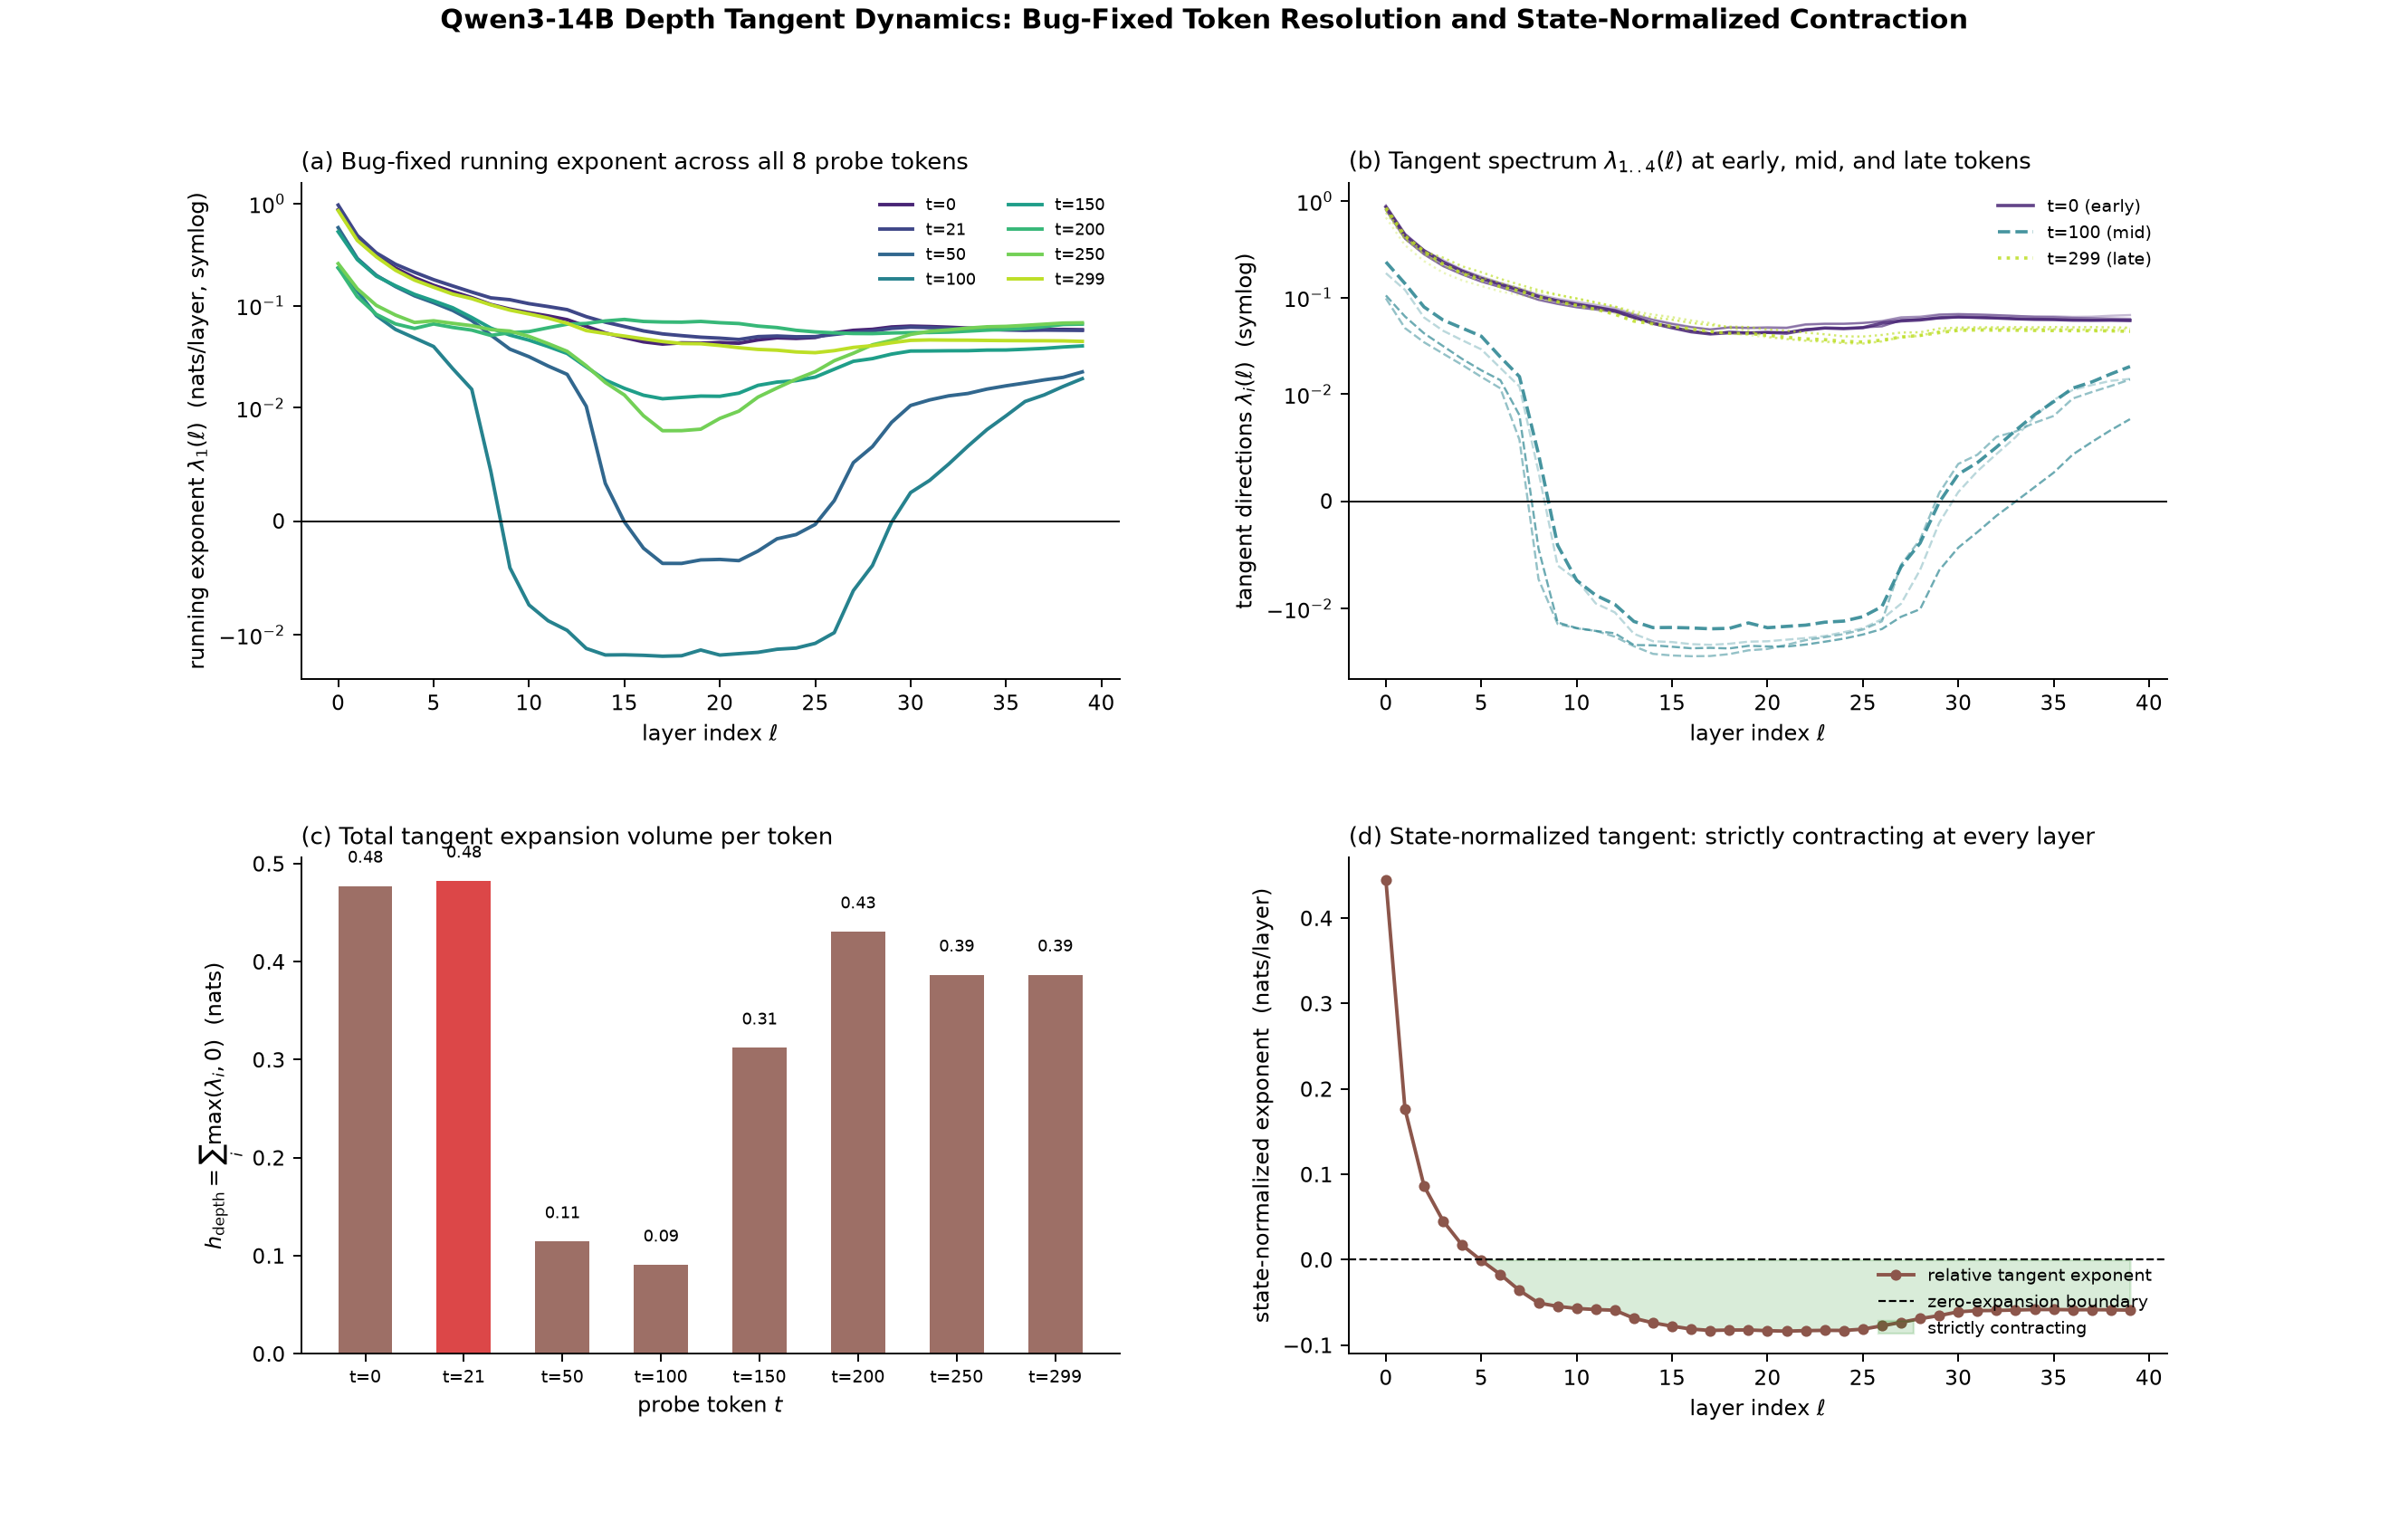 Qwen3-14B Depth Tangent Dynamics: Bug-Fixed Token Resolution and State-Normalized Contraction
(a) Bug-fixed running exponent across all 8 probe tokens
running exponent λ₁(ℓ) (nats/layer, symlog)
10⁰
10⁻¹
10⁻²
0
−10⁻²
t=0
t=21
t=50
t=100
t=150
t=200
t=250
t=299
0 5 10 15 20 25 30 35 40
layer index ℓ
(b) Tangent spectrum λ₁..₄(ℓ) at early, mid, and late tokens
tangent directions λᵢ(ℓ) (symlog)
10⁰
10⁻¹
10⁻²
0
−10⁻²
t=0 (early)
t=100 (mid)
t=299 (late)
0 5 10 15 20 25 30 35 40
layer index ℓ
(c) Total tangent expansion volume per token
h_depth = ∑ᵢ max(λᵢ, 0) (nats)
0.5
0.4
0.3
0.2
0.1
0.0
0.48 0.48 0.11 0.09 0.31 0.43 0.39 0.39
t=0 t=21 t=50 t=100 t=150 t=200 t=250 t=299
probe token t
(d) State-normalized tangent: strictly contracting at every layer
state-normalized exponent (nats/layer)
0.4
0.3
0.2
0.1
0.0
−0.1
relative tangent exponent
zero-expansion boundary
strictly contracting
0 5 10 15 20 25 30 35 40
layer index ℓ